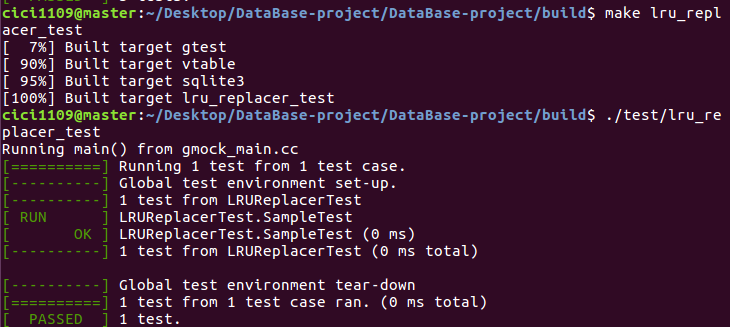 cici1109@master:~/Desktop/DataBase-project/DataBase-project/build$ make lru_repl
acer_test
[  7%] Built target gtest
[ 90%] Built target vtable
[ 95%] Built target sqlite3
[100%] Built target lru_replacer_test
cici1109@master:~/Desktop/DataBase-project/DataBase-project/build$ ./test/lru_re
placer_test
Running main() from gmock_main.cc
[==========] Running 1 test from 1 test case.
[----------] Global test environment set-up.
[----------] 1 test from LRUReplacerTest
[ RUN      ] LRUReplacerTest.SampleTest
[       OK ] LRUReplacerTest.SampleTest (0 ms)
[----------] 1 test from LRUReplacerTest (0 ms total)

[----------] Global test environment tear-down
[==========] 1 test from 1 test case ran. (0 ms total)
[  PASSED  ] 1 test.